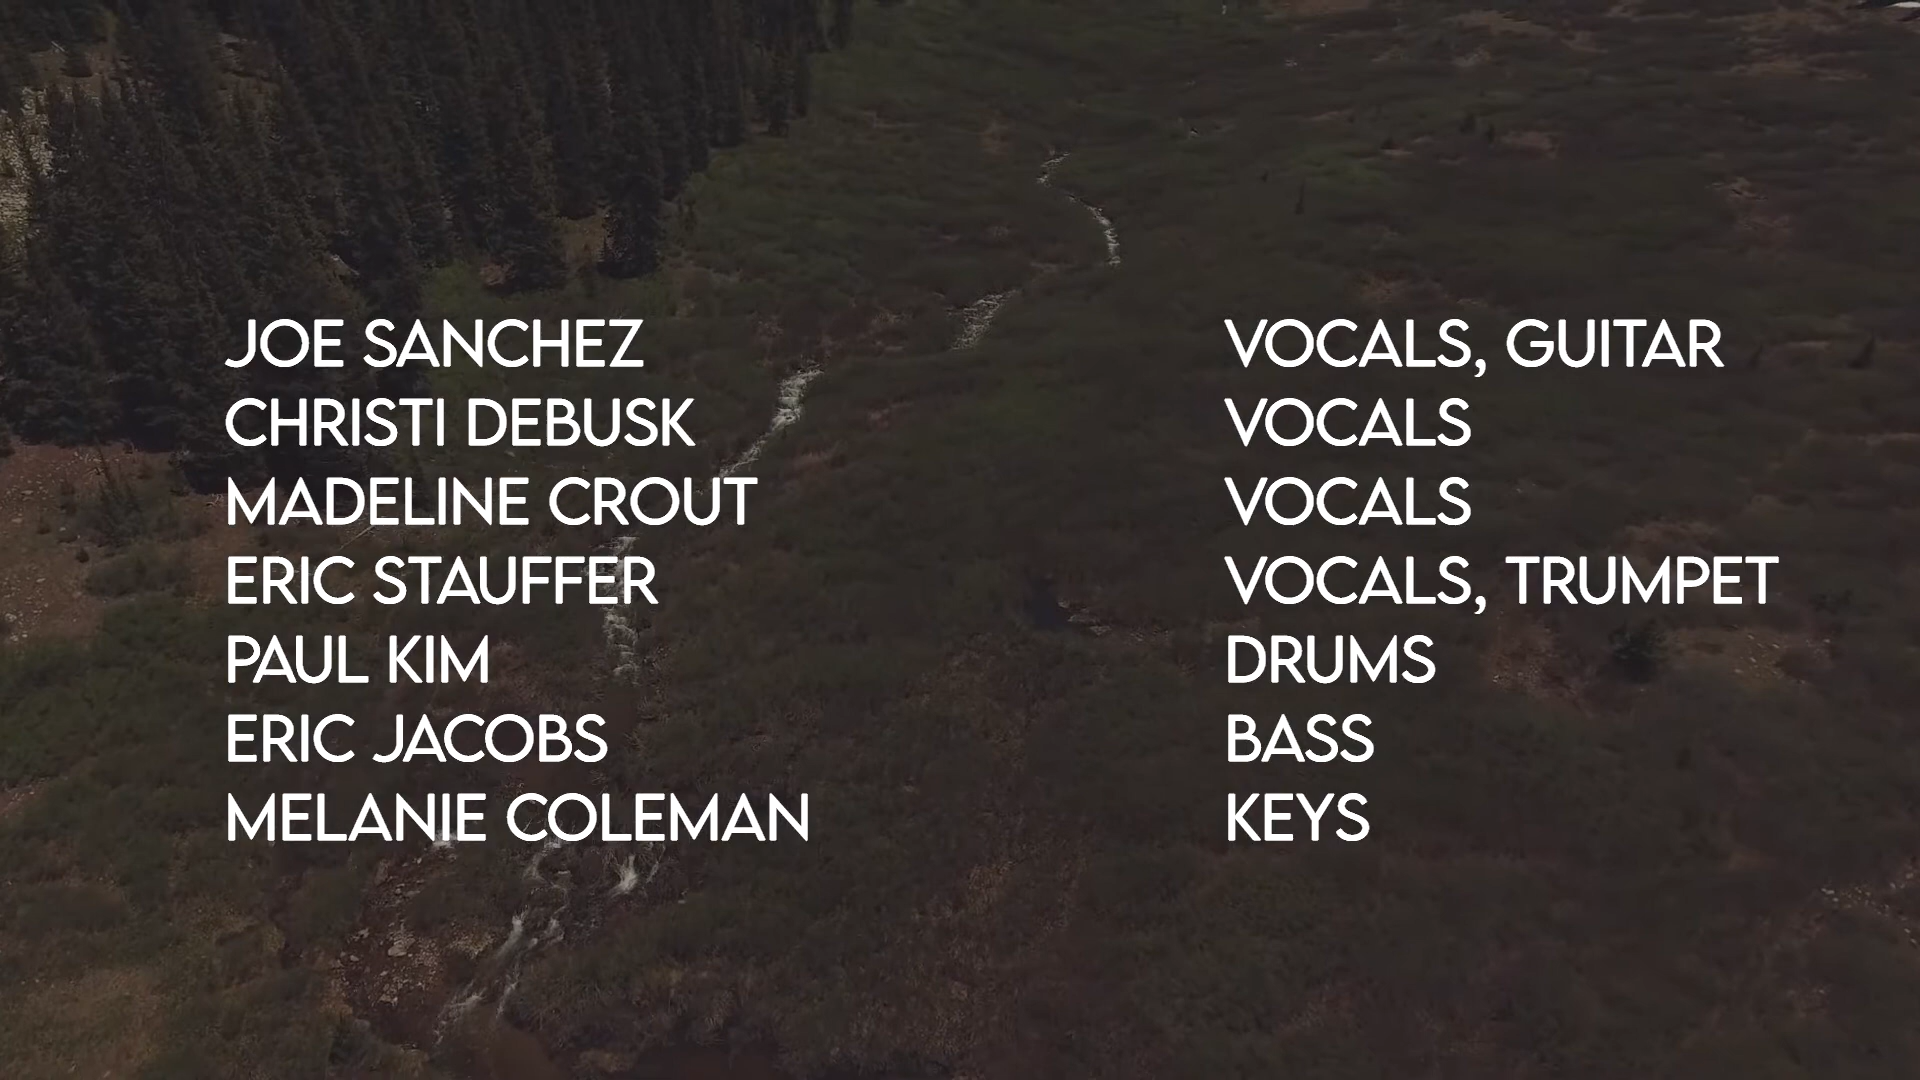 JOE SANCHEZ VOCALS, GUITAR
CHRISTI DEBUSK VOCALS
MADELINE CROUT VOCALS
ERIC STAUFFER VOCALS, TRUMPET
PAUL KIM DRUMS
ERIC JACOBS BASS
MELANIE COLEMAN KEYS